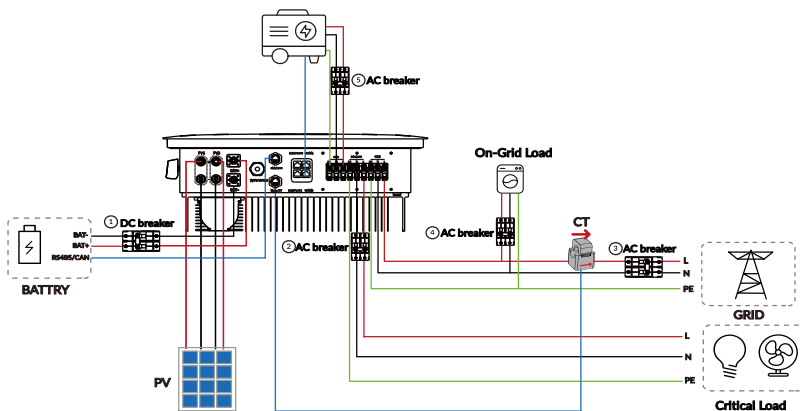 ⑤ AC breaker
On-Grid Load
① DC breaker
BAT-
BAT+
RS485/CAN
BATTRY
② AC breaker
④ AC breaker
CT
③ AC breaker
L
N
PE
GRID
L
N
PE
PV
Critical Load